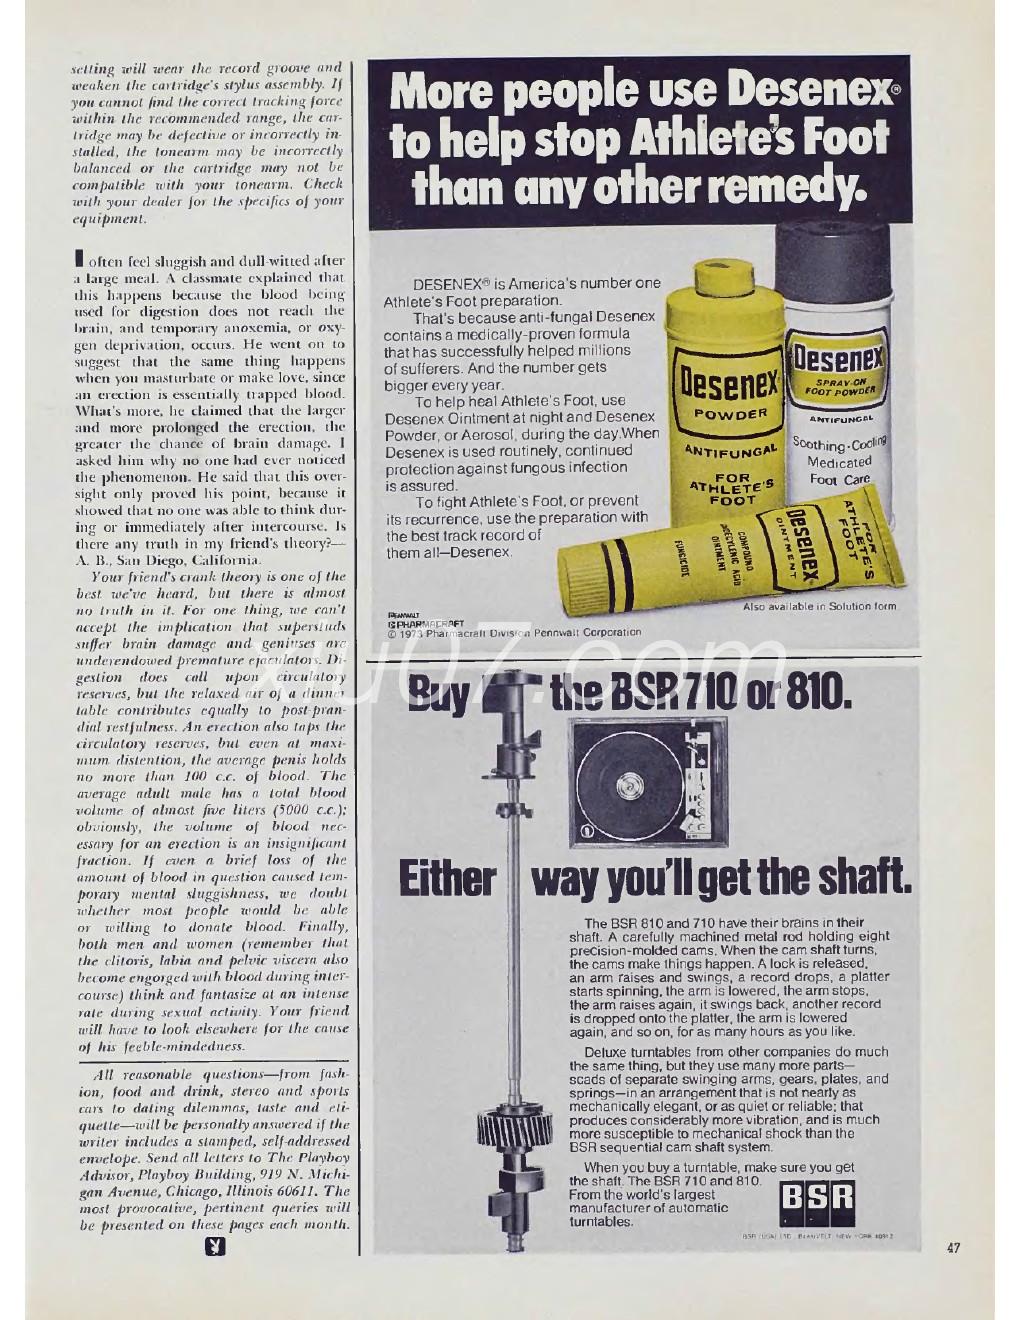 setting will wear the record groove and
weaken the cartridge's stylus assembly. If
you cannot find the correct tracking force
within the recommended range, the car-
tridge may be defective or incorrectly in-
stalled, the tonearm may be incorrectly
balanced or the cartridge may not be
compatible with your tonearm. Check
with your dealer for the specifics of your
equipment.
I often feel sluggish and dull-witted after
a large meal. A classmate explained that
this happens because the blood being
used for digestion does not reach the
brain, and temporary anoxemia, or oxy-
gen deprivation, occurs. He went on to
suggest that the same thing happens
when you masturbate or make love, since
an erection is essentially trapped blood.
What's more, he claimed that the larger
and more prolonged the erection, the
greater the chance of brain damage. I
asked him why no one had ever noticed
the phenomenon. He said that this over-
sight only proved his point, because it
showed that no one was able to think dur-
ing or immediately after intercourse. Is
there any truth in my friend's theory?—
A. B., San Diego, California.
Your friend's crank theory is one of the
best we've heard, but there is almost
no truth in it. For one thing, we can't
accept the implication that superstuds
suffer brain damage and geniuses are
underendowed premature ejaculators. Di-
gestion does call upon circulatory
reserves, but the relaxed air of a dinner
table contributes equally to post-pran-
dial restfulness. An erection also taps the
circulatory reserves, but even at maxi-
mum distention, the average penis holds
no more than 100 c.c. of blood. The
average adult male has a total blood
volume of almost five liters (5000 c.c.);
obviously, the volume of blood nec-
essary for an erection is an insignificant
fraction. If even a brief loss of the
amount of blood in question caused tem-
porary mental sluggishness, we doubt
whether most people would be able
or willing to donate blood. Finally,
both men and women (remember that
the clitoris, labia and pelvic viscera also
become engorged with blood during inter-
course) think and fantasize at an intense
rate during sexual activity. Your friend
will have to look elsewhere for the cause
of his feeble-mindedness.
All reasonable questions—from fash-
ion, food and drink, stereo and sports
cars to dating dilemmas, taste and eti-
quette—will be personally answered if the
writer includes a stamped, self-addressed
envelope. Send all letters to The Playboy
Advisor, Playboy Building, 919 N. Michi-
gan Avenue, Chicago, Illinois 60611. The
most provocative, pertinent queries will
be presented on these pages each month.
More people use Desenex®
to help stop Athlete's Foot
than any other remedy.
DESENEX® is America's number one
Athlete's Foot preparation.
That's because anti-fungal Desenex
contains a medically-proven formula
that has successfully helped millions
of sufferers. And the number gets
bigger every year.
To help heal Athlete's Foot, use
Desenex Ointment at night and Desenex
Powder, or Aerosol, during the day. When
Desenex is used routinely, continued
protection against fungous infection
is assured.
To fight Athlete's Foot, or prevent
its recurrence, use the preparation with
the best track record of
them all—Desenex.
Desenex
POWDER
ANTIFUNGAL
FOR
ATHLETE'S
FOOT
Desenex
SPRAY-ON
FOOT POWDER
ANTIFUNGAL
Soothing-Cooling
Medicated
Foot Care
FOR
ATHLETE'S
FOOT
Desenex
OINTMENT
COMPOUND
UNDECYLENIC ACID
OINTMENT
FUNGICIDE
Also available in Solution form
PENNWALT
PHARMACRAFT
© 1973 Pharmacraft Division Pennwalt Corporation
xiu07.com
Buy the BSR 710 or 810.
Either way you'll get the shaft.
The BSR 810 and 710 have their brains in their
shaft. A carefully machined metal rod holding eight
precision-molded cams. When the cam shaft turns,
the cams make things happen. A lock is released,
an arm raises and swings, a record drops, a platter
starts spinning, the arm is lowered, the arm stops,
the arm raises again, it swings back, another record
is dropped onto the platter, the arm is lowered
again, and so on, for as many hours as you like.
Deluxe turntables from other companies do much
the same thing, but they use many more parts—
scads of separate swinging arms, gears, plates, and
springs—in an arrangement that is not nearly as
mechanically elegant, or as quiet or reliable; that
produces considerably more vibration, and is much
more susceptible to mechanical shock than the
BSR sequential cam shaft system.
When you buy a turntable, make sure you get
the shaft. The BSR 710 and 810.
From the world's largest
manufacturer of automatic
turntables.
BSR
BSR (USA) LTD., BLAUVELT, NEW YORK 10913
47